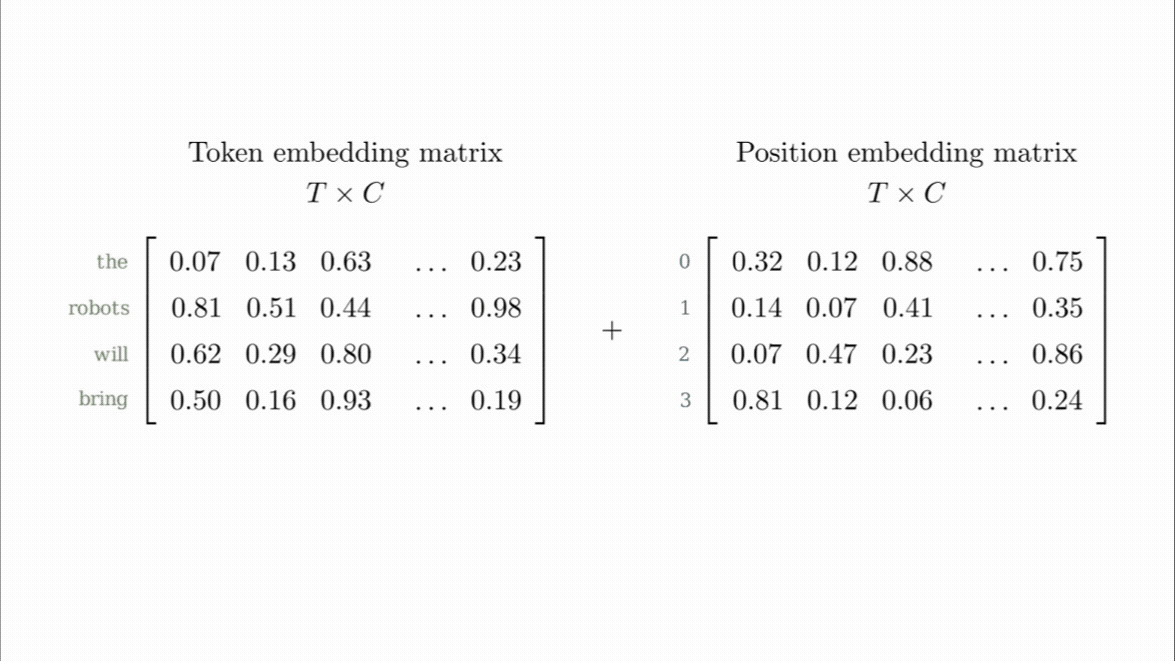 Token embedding matrix
T × C
the 0.07 0.13 0.63 ... 0.23
robots 0.81 0.51 0.44 ... 0.98
will 0.62 0.29 0.80 ... 0.34
bring 0.50 0.16 0.93 ... 0.19
+
Position embedding matrix
T × C
0 0.32 0.12 0.88 ... 0.75
1 0.14 0.07 0.41 ... 0.35
2 0.07 0.47 0.23 ... 0.86
3 0.81 0.12 0.06 ... 0.24